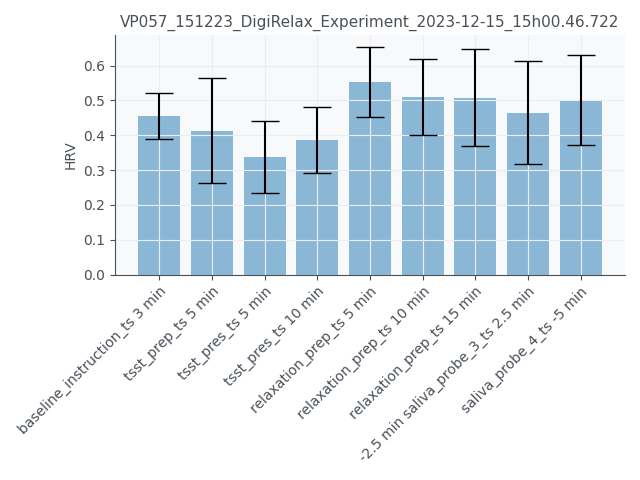 VP057_151223_DigiRelax_Experiment_2023-12-15_15h00.46.722
HRV
0.6
0.5
0.4
0.3
0.2
0.1
0.0
baseline_instruction_ts 3 min
tsst_prep_ts 5 min
tsst_pres_ts 5 min
tsst_pres_ts 10 min
relaxation_prep_ts 5 min
relaxation_prep_ts 10 min
relaxation_prep_ts 15 min
-2.5 min saliva_probe_3_ts 2.5 min
saliva_probe_4_ts -5 min